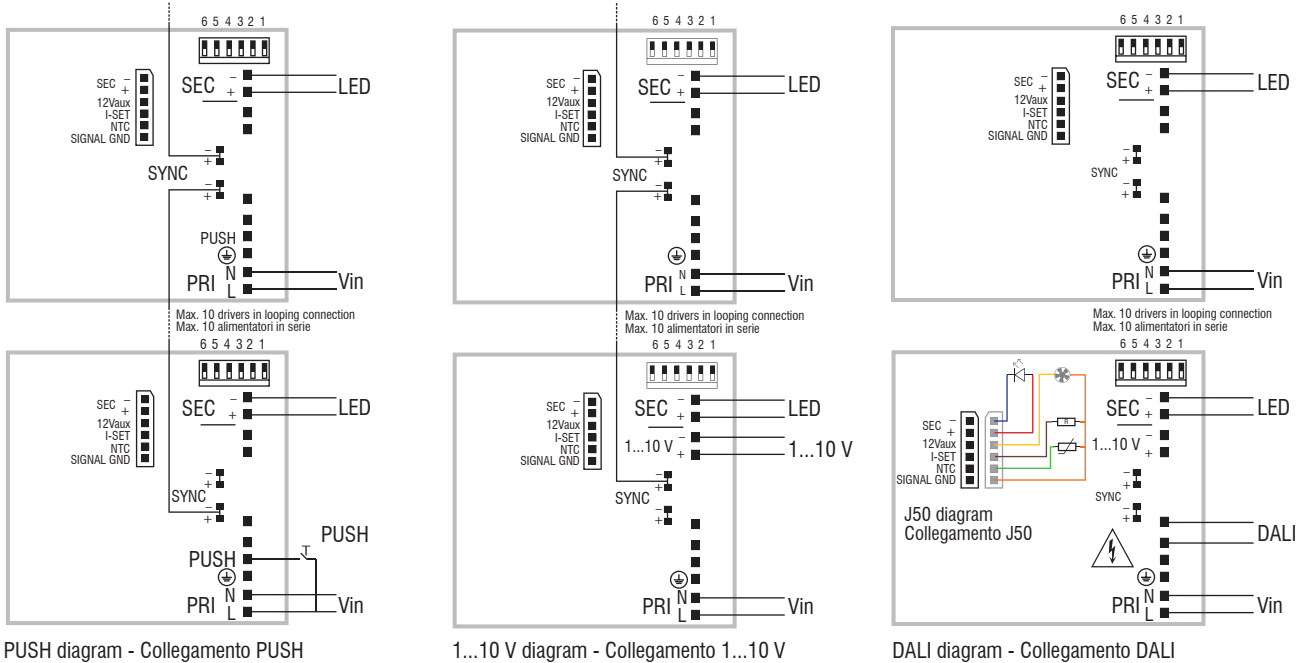 6 5 4 3 2 1
SEC −
+
12Vaux
I-SET
NTC
SIGNAL GND
SEC −
+
LED
−
+
SYNC
−
+
PUSH
N
PRI
L
Vin
Max. 10 drivers in looping connection
Max. 10 alimentatori in serie
6 5 4 3 2 1
SEC −
+
12Vaux
I-SET
NTC
SIGNAL GND
SEC −
+
LED
−
+
SYNC
−
+
PUSH
PUSH
N
PRI
L
Vin
PUSH diagram - Collegamento PUSH
6 5 4 3 2 1
SEC −
+
12Vaux
I-SET
NTC
SIGNAL GND
SEC −
+
LED
−
+
SYNC
−
+
N
PRI
L
Vin
Max. 10 drivers in looping connection
Max. 10 alimentatori in serie
6 5 4 3 2 1
SEC −
+
12Vaux
I-SET
NTC
SIGNAL GND
SEC −
+
LED
1...10 V −
+
1...10 V
−
+
SYNC
−
+
N
PRI
L
Vin
1...10 V diagram - Collegamento 1...10 V
6 5 4 3 2 1
SEC −
+
12Vaux
I-SET
NTC
SIGNAL GND
SEC −
+
LED
−
+
SYNC
−
+
N
PRI
L
Vin
Max. 10 drivers in looping connection
Max. 10 alimentatori in serie
6 5 4 3 2 1
SEC −
+
12Vaux
I-SET
NTC
SIGNAL GND
R
SEC −
+
LED
1...10 V −
+
−
+
SYNC
−
+
J50 diagram
Collegamento J50
DALI
N
PRI
L
Vin
DALI diagram - Collegamento DALI